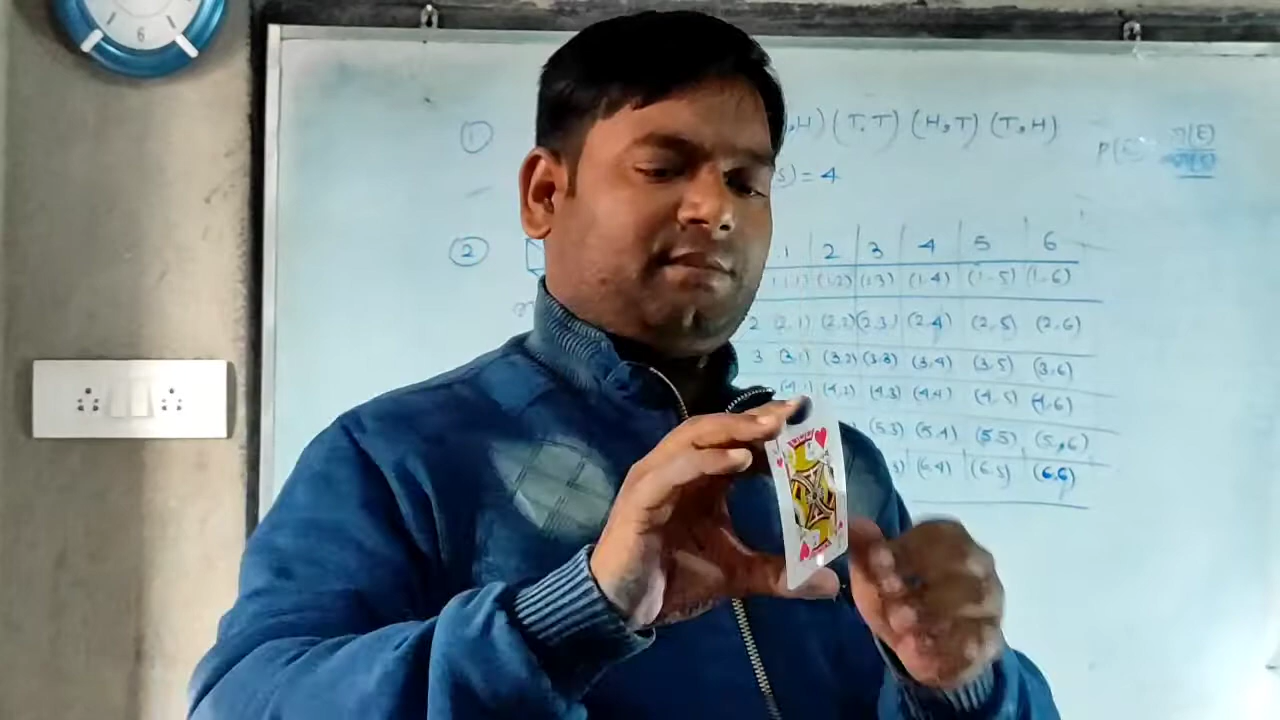 6
① ,H) (T,T) (H,T) (T,H)
P(E) n(E)
s) = 4
②
1 2 3 4 5 6
(1,1) (1,2) (1,3) (1,4) (1,5) (1,6)
2 (2,1) (2,2) (2,3) (2,4) (2,5) (2,6)
3 (3,1) (3,2) (3,3) (3,4) (3,5) (3,6)
(4,1) (4,2) (4,3) (4,4) (4,5) (4,6)
(5,3) (5,4) (5,5) (5,6)
(6,4) (6,5) (6,6)